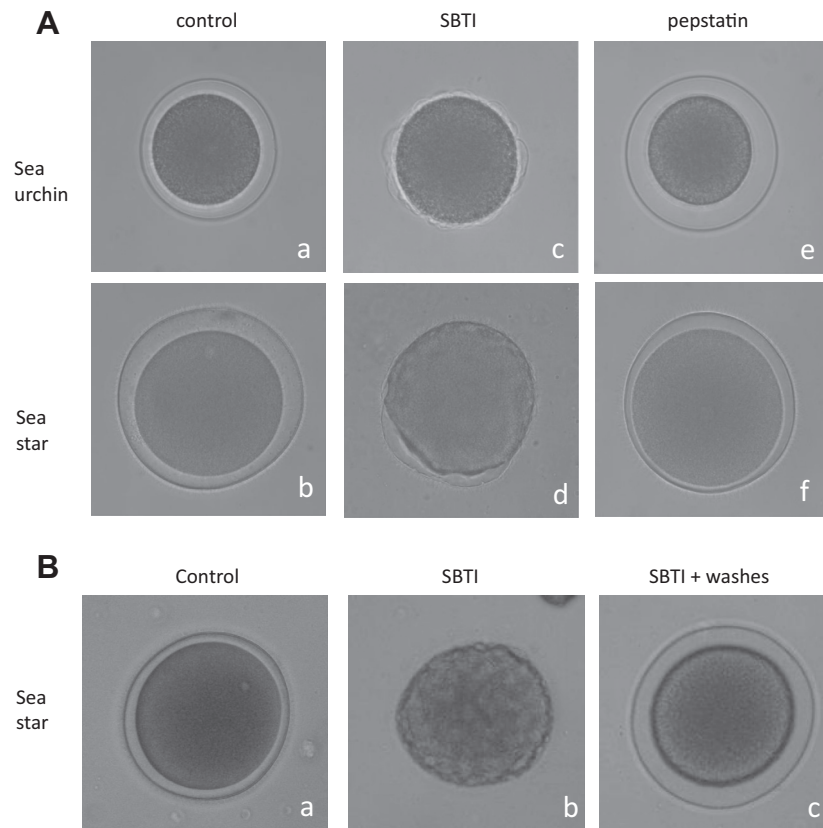 A
control SBTI pepstatin
Sea
urchin
a c e
Sea
star
b d f
B
Control SBTI SBTI + washes
Sea
star
a b c